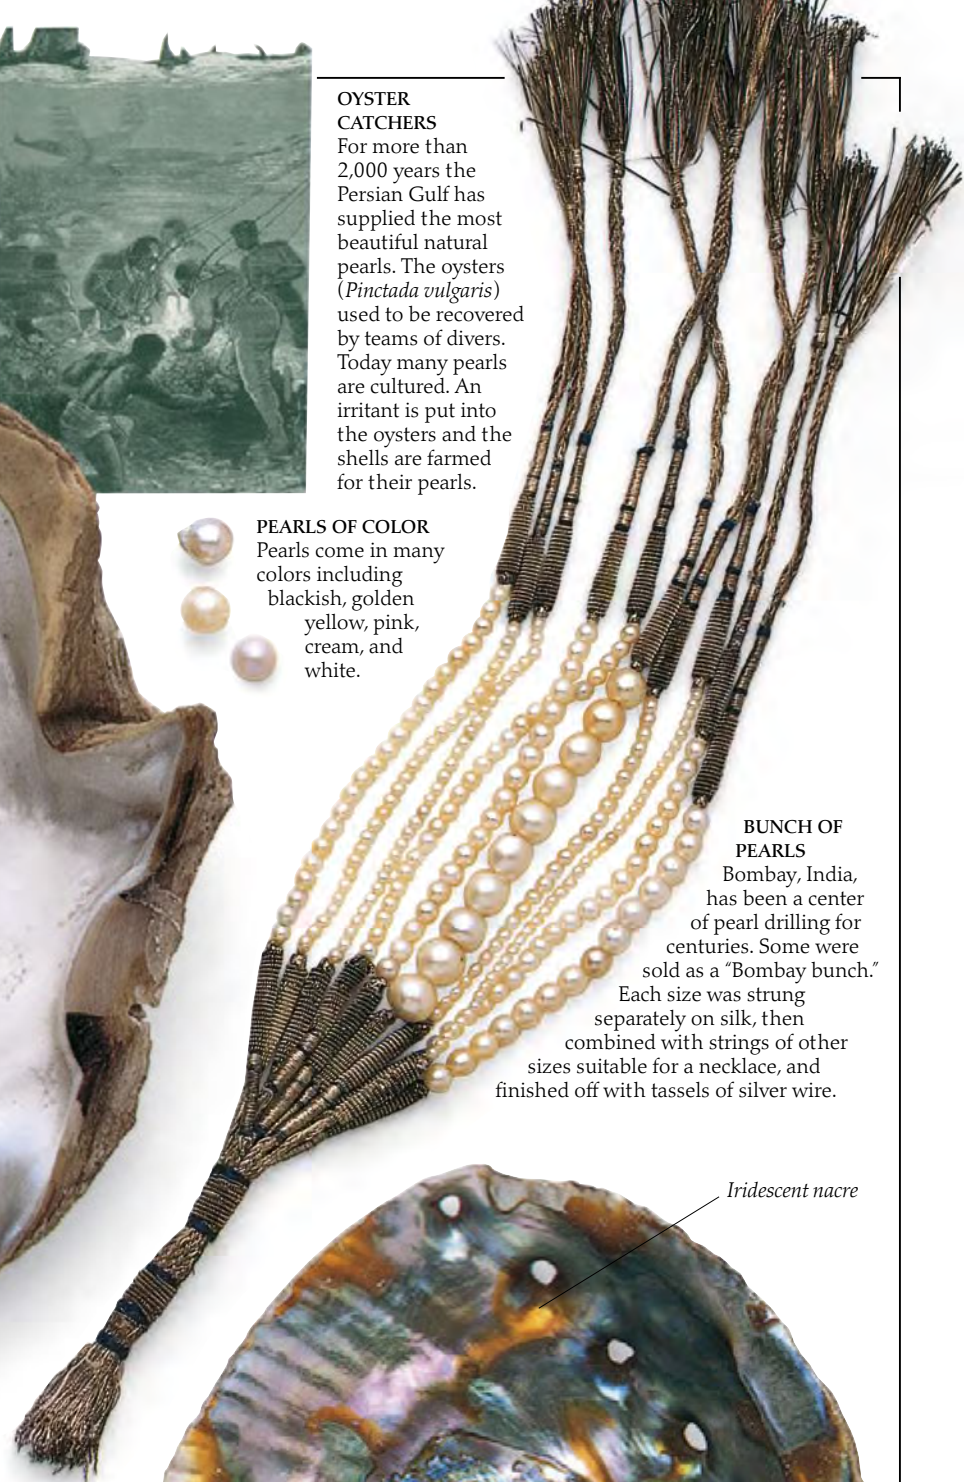 OYSTER
CATCHERS
For more than
2,000 years the
Persian Gulf has
supplied the most
beautiful natural
pearls. The oysters
(Pinctada vulgaris)
used to be recovered
by teams of divers.
Today many pearls
are cultured. An
irritant is put into
the oysters and the
shells are farmed
for their pearls.
PEARLS OF COLOR
Pearls come in many
colors including
blackish, golden
yellow, pink,
cream, and
white.
BUNCH OF
PEARLS
Bombay, India,
has been a center
of pearl drilling for
centuries. Some were
sold as a “Bombay bunch.”
Each size was strung
separately on silk, then
combined with strings of other
sizes suitable for a necklace, and
finished off with tassels of silver wire.
Iridescent nacre